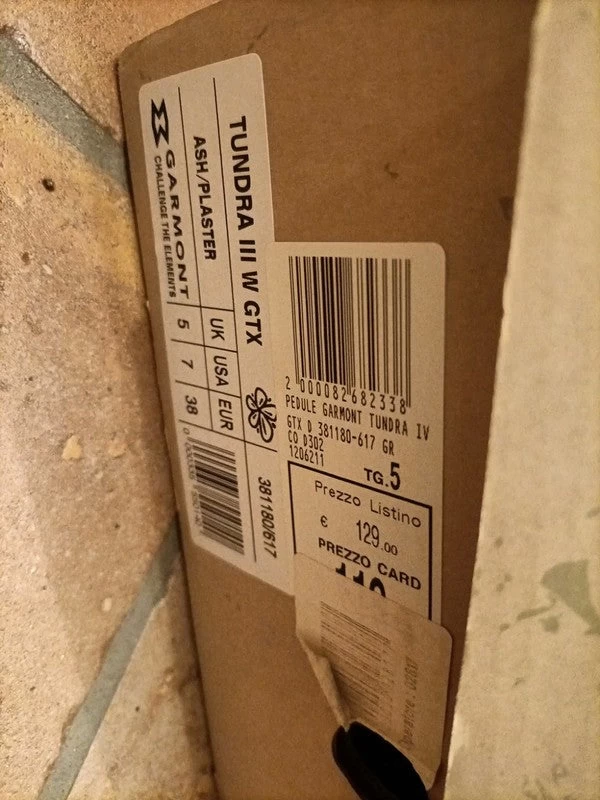 TUNDRA III W GTX
ASH/PLASTER
GARMONT
CHALLENGE THE ELEMENTS
UK USA EUR
5 7 38
381180/617
2 000082 682338
PEDULE GARMONT TUNDRA IV
GTX D 381180-617 GR
CO D302
1206211
TG.5
Prezzo Listino
€ 129.00
PREZZO CARD